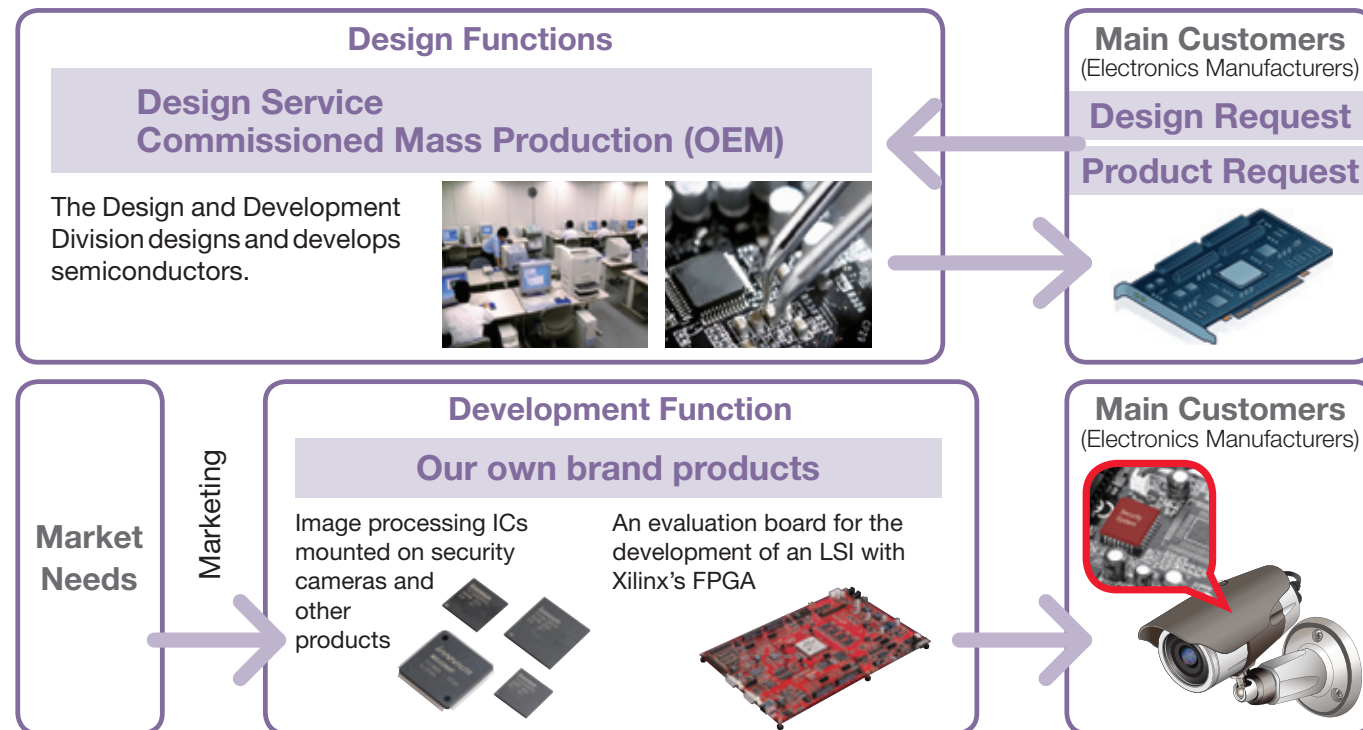 Design Functions
Design Service
Commissioned Mass Production (OEM)
The Design and Development
Division designs and develops
semiconductors.
Main Customers
(Electronics Manufacturers)
Design Request
Product Request
Market
Needs
Marketing
Development Function
Our own brand products
Image processing ICs
mounted on security
cameras and
other
products
An evaluation board for the
development of an LSI with
Xilinx’s FPGA
Main Customers
(Electronics Manufacturers)
Security
System